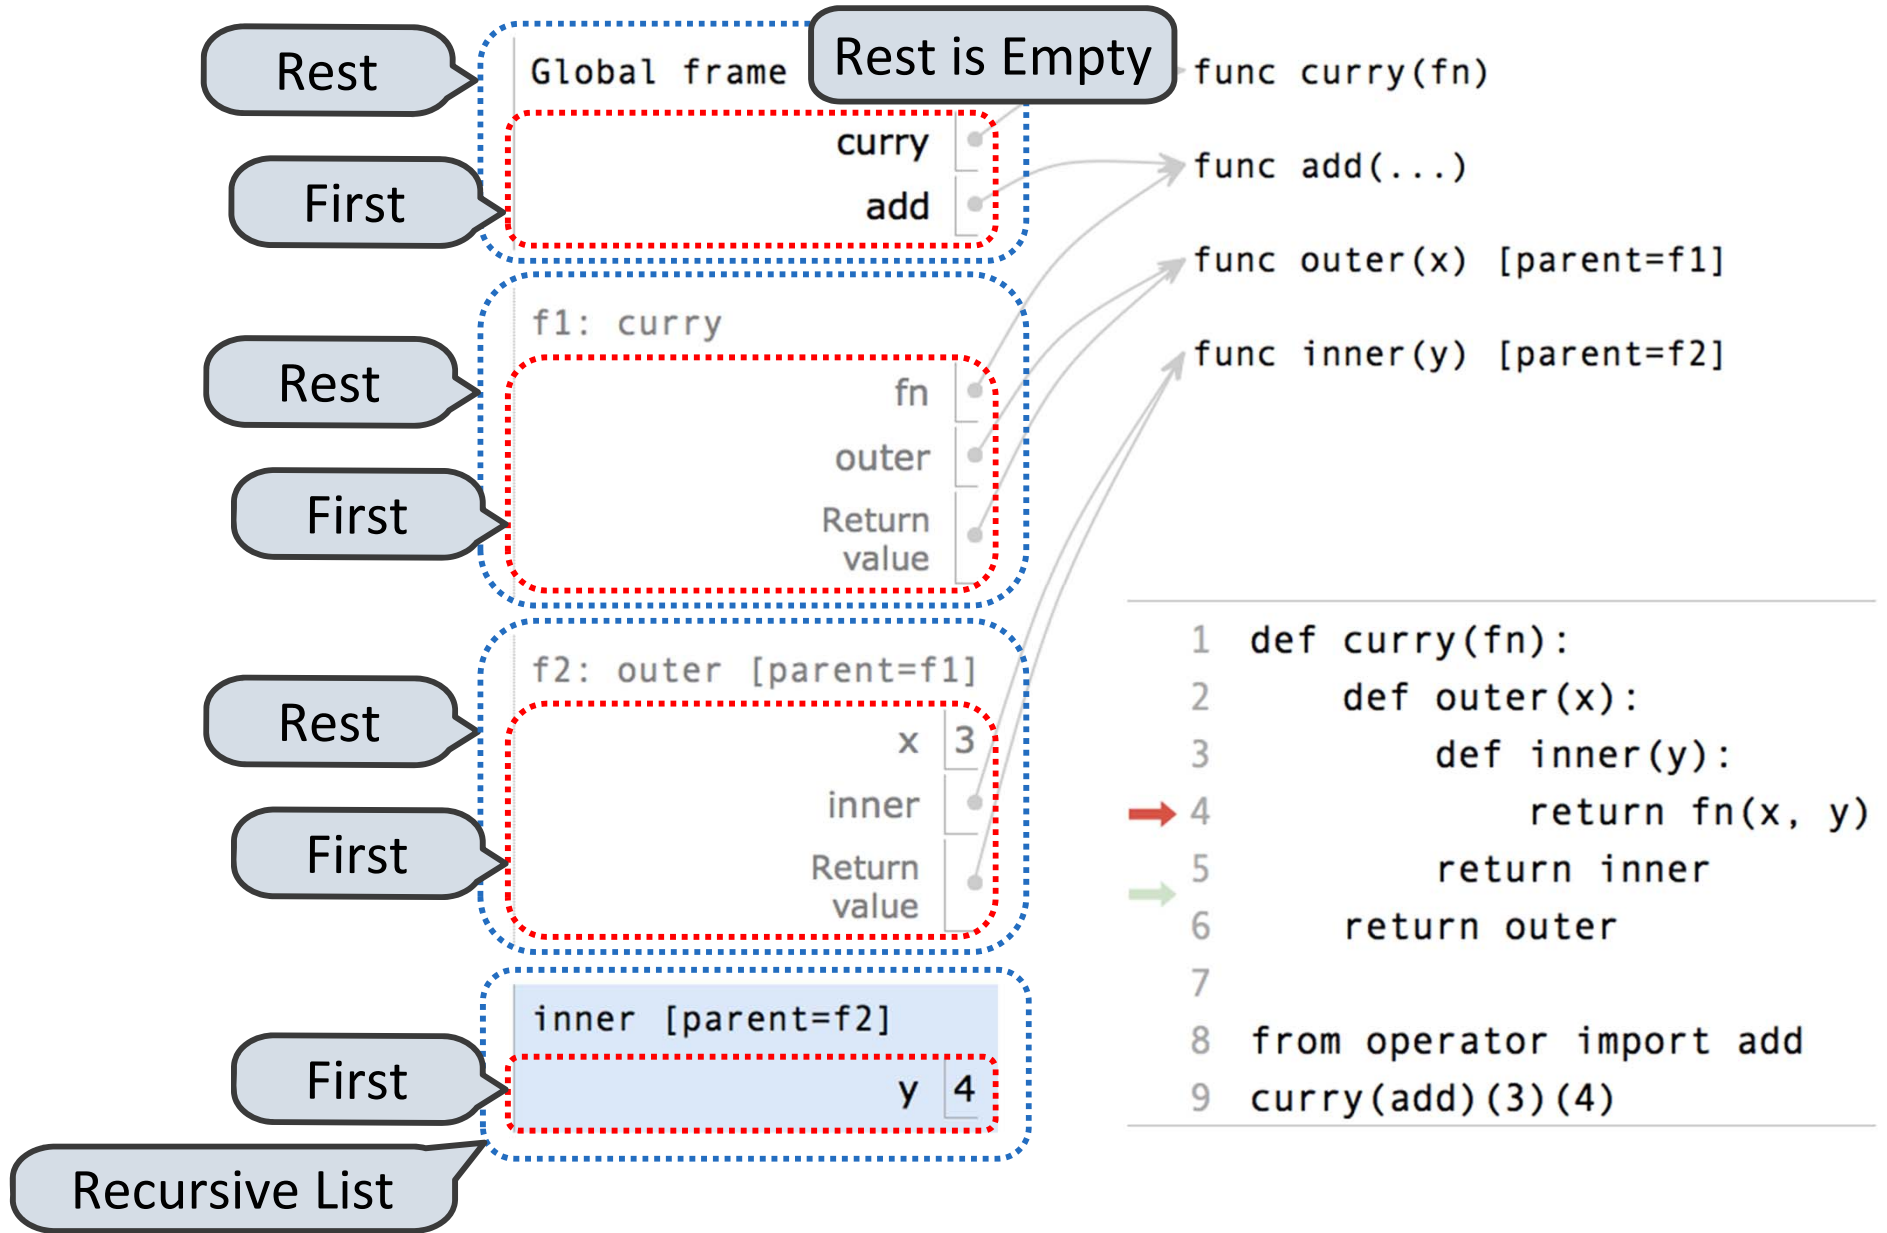 Rest
Global frame
Rest is Empty
func curry(fn)
curry
func add(...)
First
add
func outer(x) [parent=f1]
f1: curry
func inner(y) [parent=f2]
Rest
fn
outer
First
Return
value
f2: outer [parent=f1]
Rest
x 3
inner
First
Return
value
inner [parent=f2]
First
y 4
Recursive List
1 def curry(fn):
2 def outer(x):
3 def inner(y):
4 return fn(x, y)
5 return inner
6 return outer
7
8 from operator import add
9 curry(add)(3)(4)